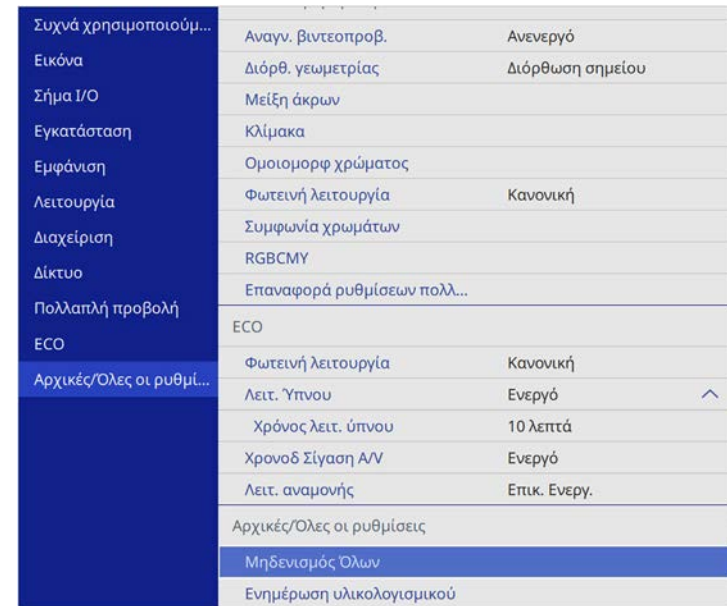 Συχνά χρησιμοποιούμ...
Εικόνα
Σήμα I/O
Εγκατάσταση
Εμφάνιση
Λειτουργία
Διαχείριση
Δίκτυο
Πολλαπλή προβολή
ECO
Αρχικές/Όλες οι ρυθμί...
Αναγν. βιντεοπροβ. Ανενεργό
Διόρθ. γεωμετρίας Διόρθωση σημείου
Μείξη άκρων
Κλίμακα
Ομοιομορφ χρώματος
Φωτεινή λειτουργία Κανονική
Συμφωνία χρωμάτων
RGBCMY
Επαναφορά ρυθμίσεων πολλ...
ECO
Φωτεινή λειτουργία Κανονική
Λειτ. Ύπνου Ενεργό
Χρόνος λειτ. ύπνου 10 λεπτά
Χρονοδ Σίγαση A/V Ενεργό
Λειτ. αναμονής Επικ. Ενεργ.
Αρχικές/Όλες οι ρυθμίσεις
Μηδενισμός Όλων
Ενημέρωση υλικολογισμικού